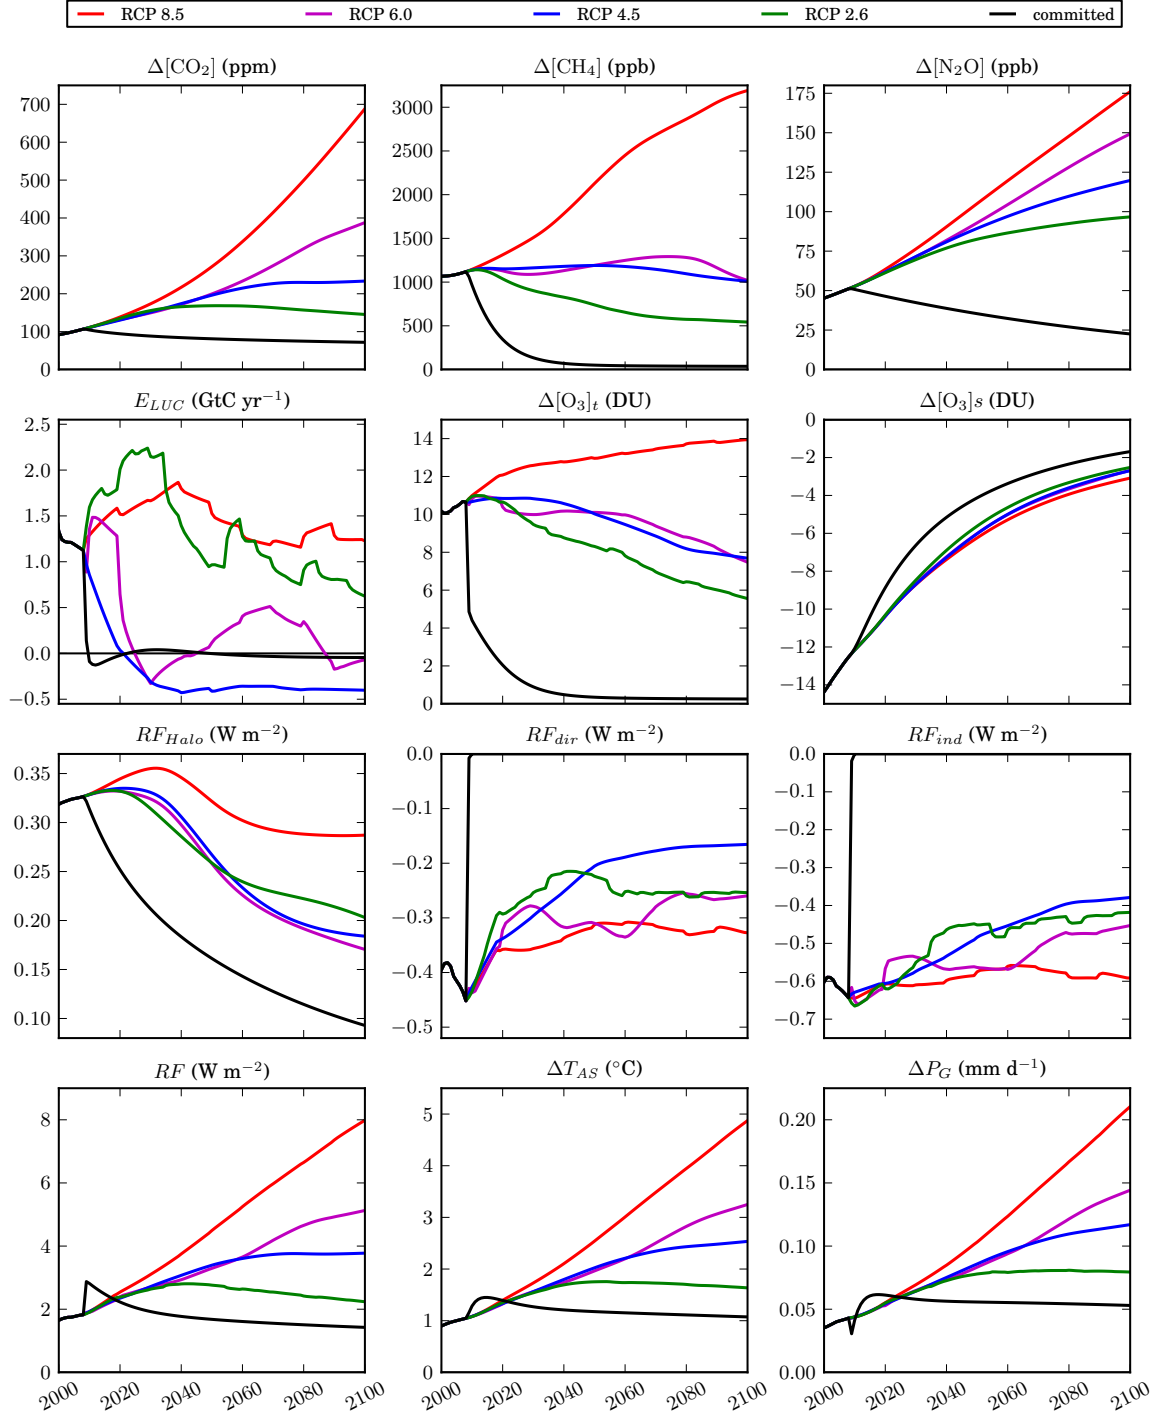 RCP 8.5 RCP 6.0 RCP 4.5 RCP 2.6 committed
Δ[CO₂] (ppm) Δ[CH₄] (ppb) Δ[N₂O] (ppb)
700 600 500 400 300 200 100 0
3000 2500 2000 1500 1000 500 0
175 150 125 100 75 50 25 0
E_LUC (GtC yr⁻¹) Δ[O₃]ₜ (DU) Δ[O₃]s (DU)
2.5 2.0 1.5 1.0 0.5 0.0 −0.5
14 12 10 8 6 4 2 0
0 −2 −4 −6 −8 −10 −12 −14
RF_Halo (W m⁻²) RF_dir (W m⁻²) RF_ind (W m⁻²)
0.35 0.30 0.25 0.20 0.15 0.10
0.0 −0.1 −0.2 −0.3 −0.4 −0.5
0.0 −0.1 −0.2 −0.3 −0.4 −0.5 −0.6 −0.7
RF (W m⁻²) ΔT_AS (°C) ΔP_G (mm d⁻¹)
8 6 4 2 0
5 4 3 2 1 0
0.20 0.15 0.10 0.05 0.00
2000 2020 2040 2060 2080 2100 2000 2020 2040 2060 2080 2100 2000 2020 2040 2060 2080 2100